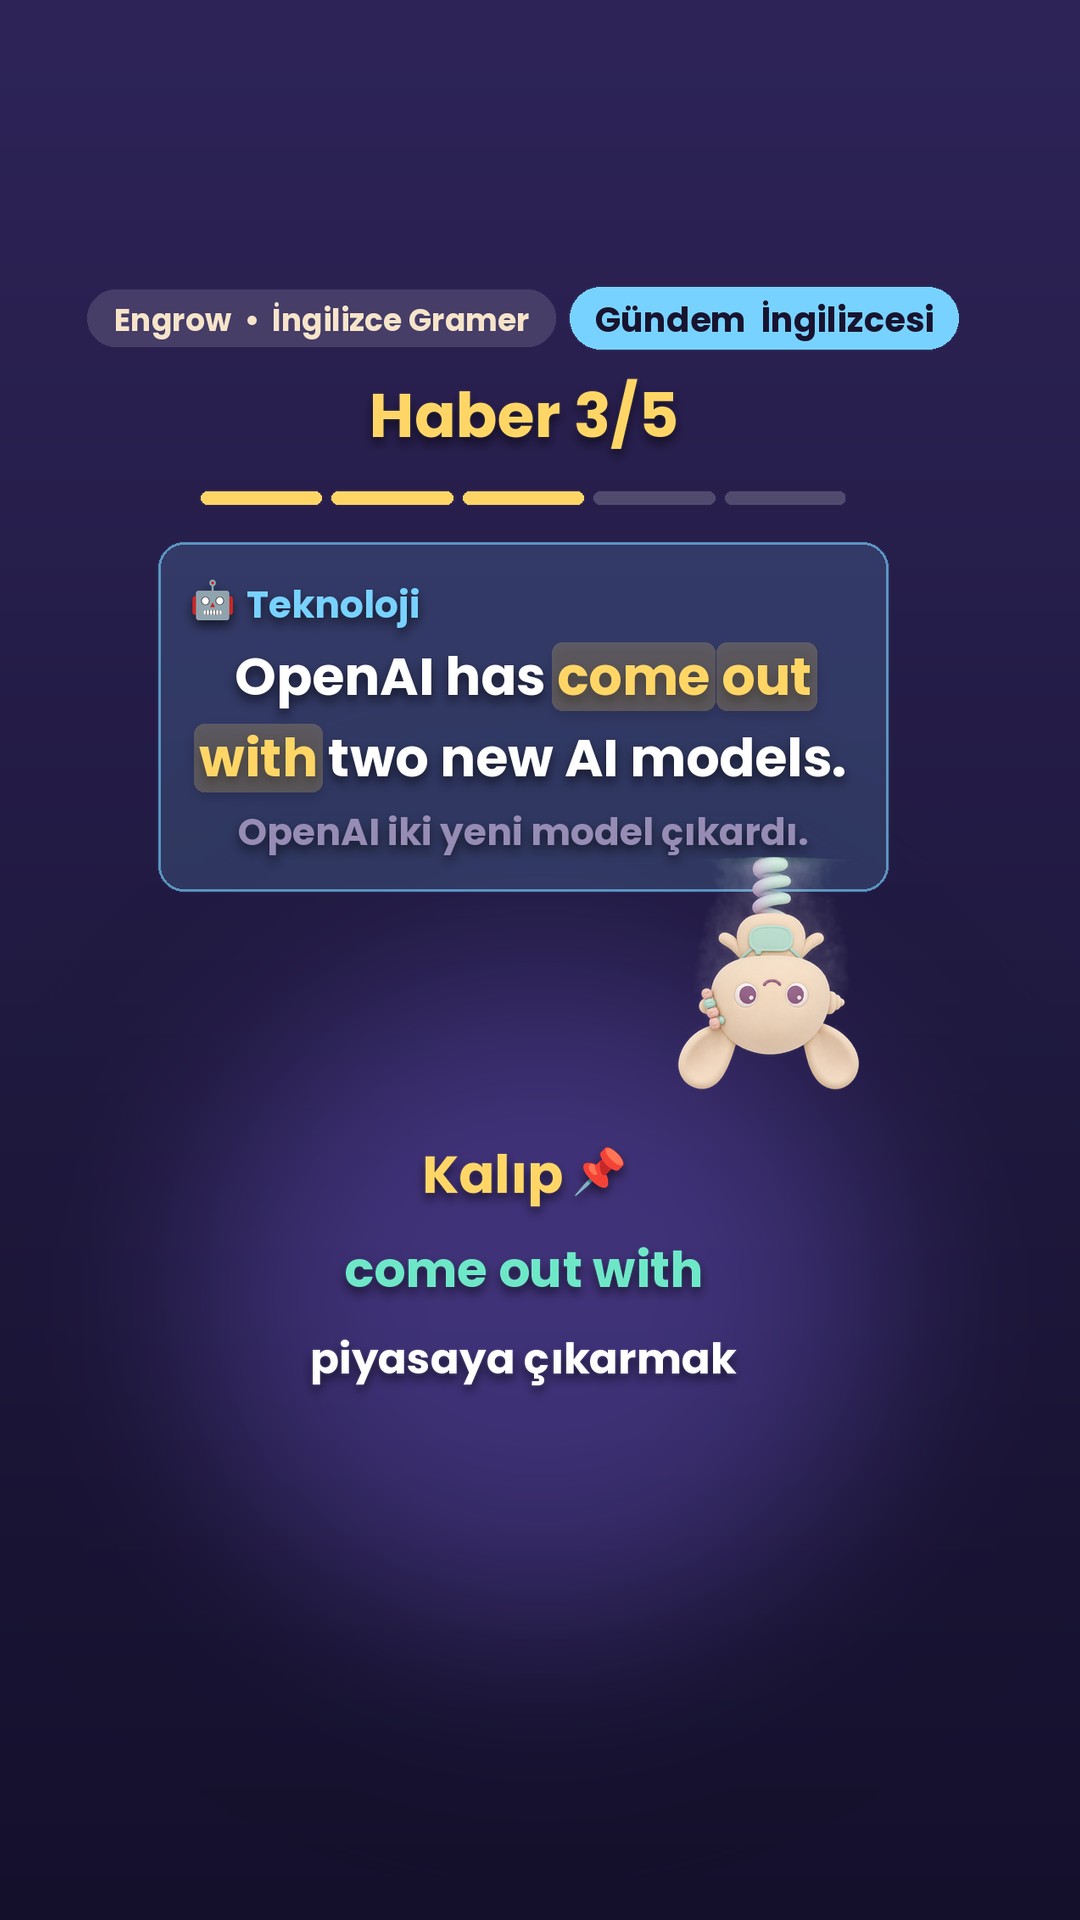 Engrow • İngilizce Gramer
Gündem İngilizcesi
Haber 3/5
Teknoloji
OpenAI has come out
with two new AI models.
OpenAI iki yeni model çıkardı.
Kalıp
come out with
piyasaya çıkarmak